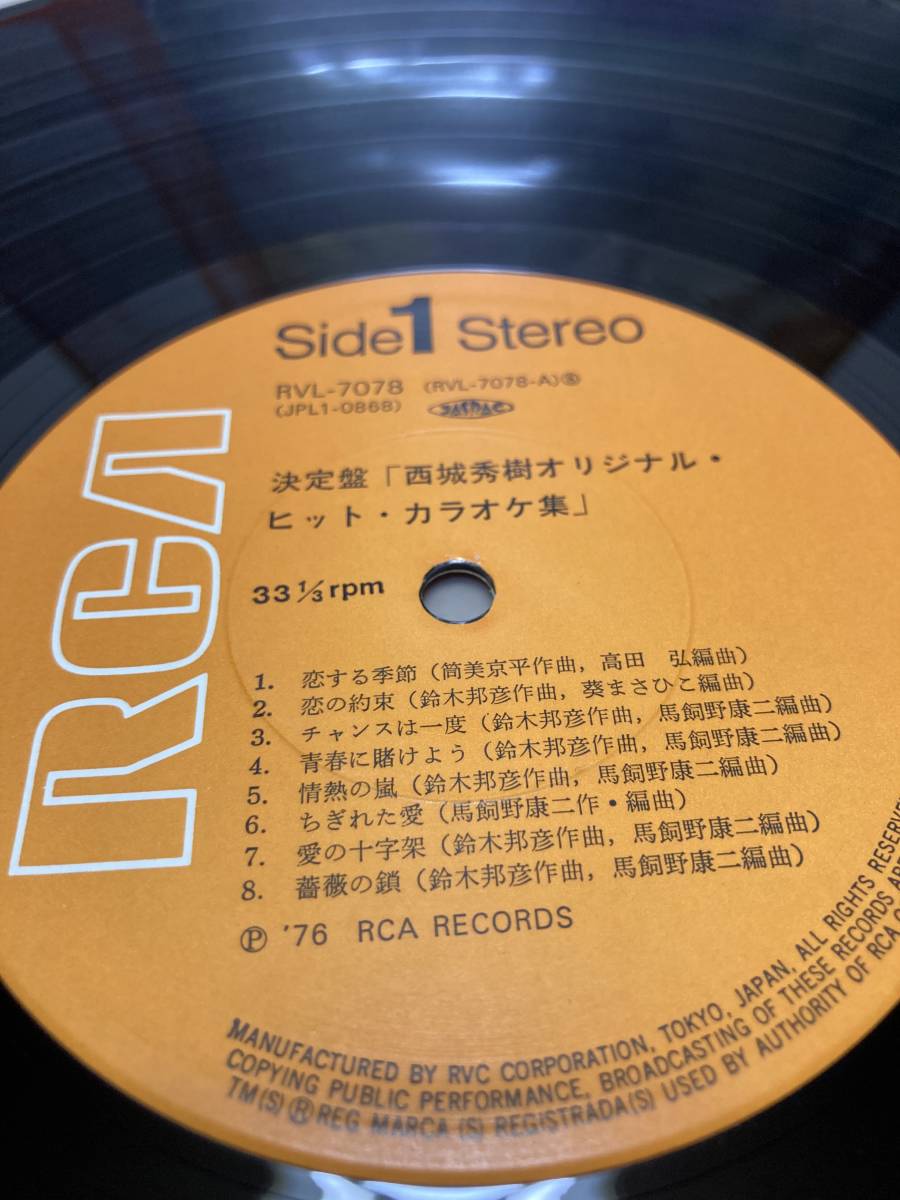 RCA
Side 1 Stereo
RVL-7078 (RVL-7078-A)Ⓢ
(JPL1-0868) JASRAC
決定盤「西城秀樹オリジナル・
ヒット・カラオケ集」
33 1/3 rpm
1. 恋する季節（筒美京平作曲，高田 弘編曲）
2. 恋の約束（鈴木邦彦作曲，葵まさひこ編曲）
3. チャンスは一度（鈴木邦彦作曲，馬飼野康二編曲）
4. 青春に賭けよう（鈴木邦彦作曲，馬飼野康二編曲）
5. 情熱の嵐（鈴木邦彦作曲，馬飼野康二編曲）
6. ちぎれた愛（馬飼野康二作・編曲）
7. 愛の十字架（鈴木邦彦作曲，馬飼野康二編曲）
8. 薔薇の鎖（鈴木邦彦作曲，馬飼野康二編曲）
Ⓟ '76 RCA RECORDS
MANUFACTURED BY RVC CORPORATION, TOKYO, JAPAN, ALL RIGHTS RESERVE
COPYING PUBLIC PERFORMANCE, BROADCASTING OF THESE RECORDS
TM(S) ® REG MARCA (S) REGISTRADA(S) USED BY AUTHORITY OF RCA